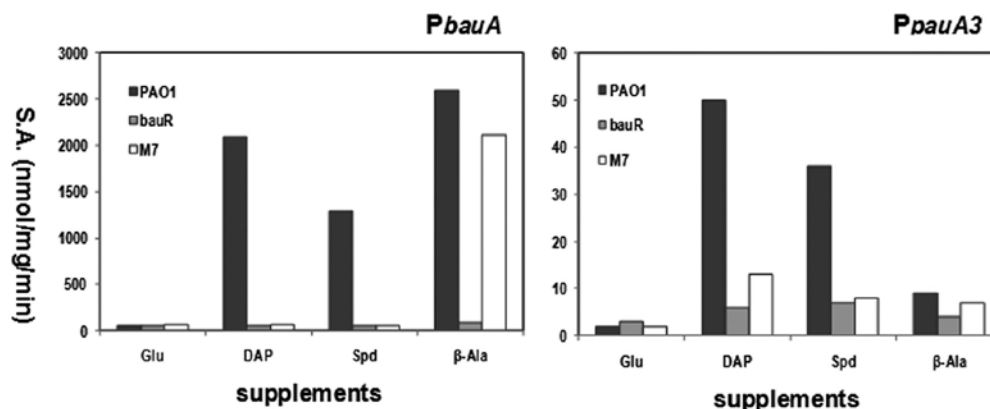 PbauA
S.A. (nmol/mg/min)
3000
2500
2000
1500
1000
500
0
PAO1
bauR
M7
Glu DAP Spd β-Ala
supplements
PpauA3
60
50
40
30
20
10
0
PAO1
bauR
M7
Glu DAP Spd β-Ala
supplements